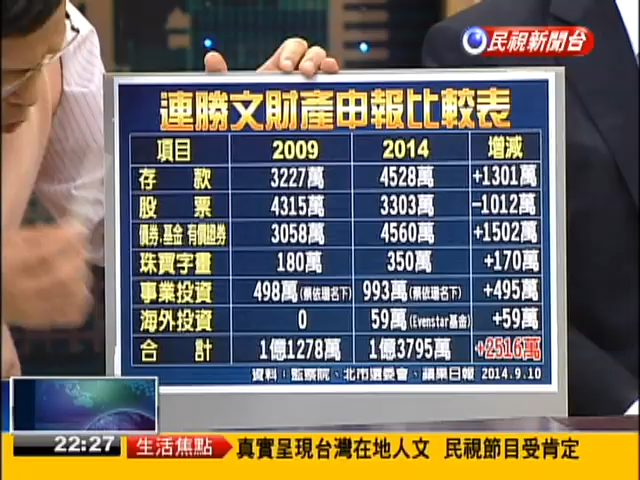 民視新聞台
連勝文財產申報比較表
項目 2009 2014 增減
存款 3227萬 4528萬 +1301萬
股票 4315萬 3303萬 -1012萬
債券,基金 有價證券 3058萬 4560萬 +1502萬
珠寶字畫 180萬 350萬 +170萬
事業投資 498萬(蔡依珊名下) 993萬(蔡依珊名下) +495萬
海外投資 0 59萬(Evenstar基金) +59萬
合計 1億1278萬 1億3795萬 +2516萬
資料：監察院、北市選委會、蘋果日報 2014.9.10
22:27 生活焦點 真實呈現台灣在地人文 民視節目受肯定